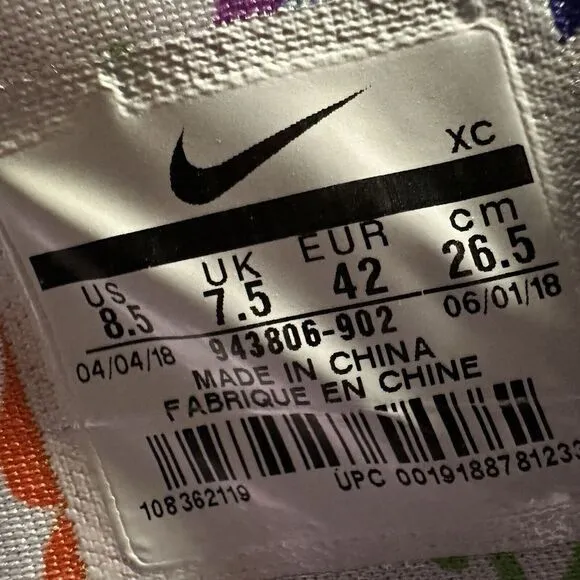 XC
US UK EUR cm
8.5 7.5 42 26.5
04/04/18 943806-902 06/01/18
MADE IN CHINA
FABRIQUE EN CHINE
108362119 UPC 0019188781233